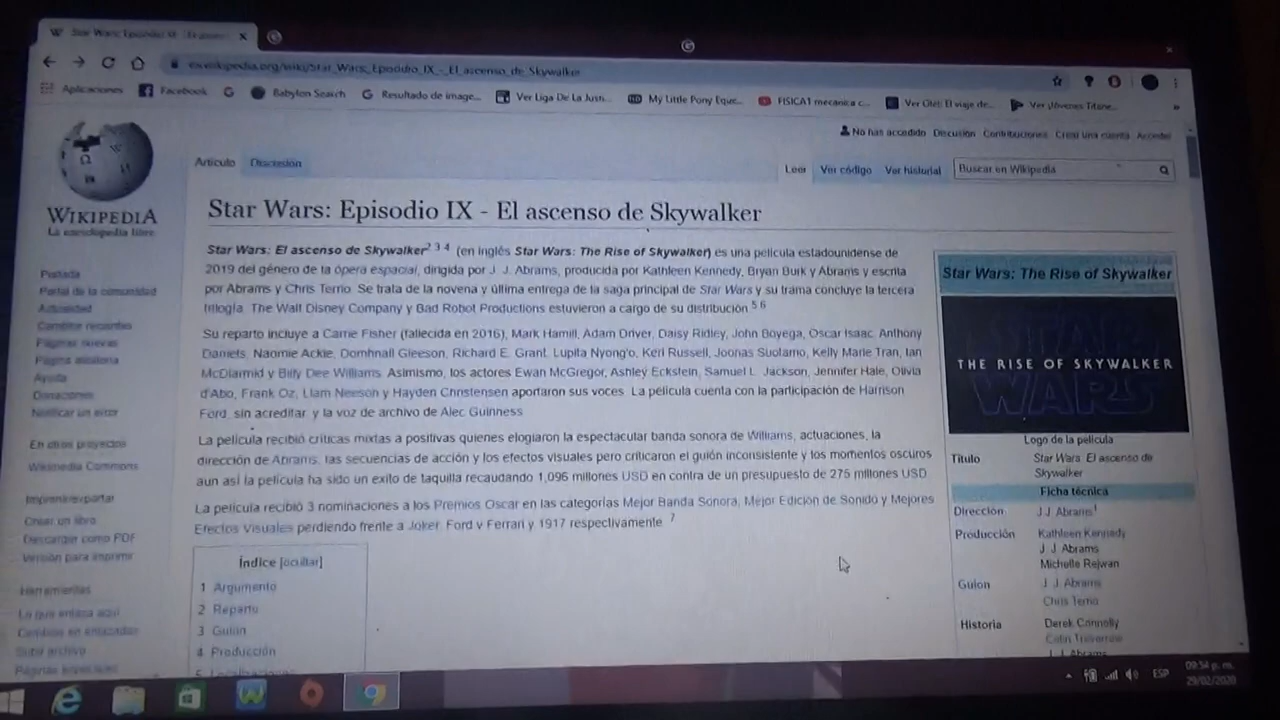 Star Wars: Episodio IX - El ascenso
es.wikipedia.org/wiki/Star_Wars:_Episodio_IX_-_El_ascenso_de_Skywalker
Aplicaciones Facebook Babylon Search Resultado de image... Ver Liga De La Justi... My Little Pony Eque... FISICA1 mecanica c... Ver Ver Jóvenes Titane... »
No has accedido Discusión Contribuciones Crear una cuenta Acceder
Artículo Discusión Leer Ver código Ver historial Buscar en Wikipedia
WIKIPEDIA
La enciclopedia libre
Portada
Portal de la comunidad
Actualidad
Cambios recientes
Páginas nuevas
Página aleatoria
Ayuda
Donaciones
Notificar un error
En otros proyectos
Wikimedia Commons
Imprimir/exportar
Crear un libro
Descargar como PDF
Versión para imprimir
Herramientas
Lo que enlaza aquí
Cambios en enlazadas
Subir archivo
Páginas especiales
Star Wars: Episodio IX - El ascenso de Skywalker
Star Wars: El ascenso de Skywalker2 3 4 (en inglés Star Wars: The Rise of Skywalker) es una película estadounidense de
2019 del género de la ópera espacial, dirigida por J. J. Abrams, producida por Kathleen Kennedy, Bryan Burk y Abrams y escrita
por Abrams y Chris Terrio. Se trata de la novena y última entrega de la saga principal de Star Wars y su trama concluye la tercera
trilogía. The Walt Disney Company y Bad Robot Productions estuvieron a cargo de su distribución 5 6
Su reparto incluye a Carrie Fisher (fallecida en 2016), Mark Hamill, Adam Driver, Daisy Ridley, John Boyega, Oscar Isaac, Anthony
Daniels, Naomie Ackie, Domhnall Gleeson, Richard E. Grant, Lupita Nyong'o, Keri Russell, Joonas Suotamo, Kelly Marie Tran, Ian
McDiarmid y Billy Dee Williams. Asimismo, los actores Ewan McGregor, Ashley Eckstein, Samuel L. Jackson, Jennifer Hale, Olivia
d'Abo, Frank Oz, Liam Neeson y Hayden Christensen aportaron sus voces. La película cuenta con la participación de Harrison
Ford, sin acreditar, y la voz de archivo de Alec Guinness
La película recibió críticas mixtas a positivas quienes elogiaron la espectacular banda sonora de Williams, actuaciones, la
dirección de Abrams, las secuencias de acción y los efectos visuales pero criticaron el guión inconsistente y los momentos oscuros
aun así la película ha sido un exito de taquilla recaudando 1,096 millones USD en contra de un presupuesto de 275 millones USD.
La película recibió 3 nominaciones a los Premios Oscar en las categorías Mejor Banda Sonora, Mejor Edición de Sonido y Mejores
Efectos Visuales perdiendo frente a Joker, Ford v Ferrari y 1917 respectivamente. 7
Índice [ocultar]
1 Argumento
2 Reparto
3 Guion
4 Producción
Star Wars: The Rise of Skywalker
STAR
THE RISE OF SKYWALKER
WARS
Logo de la película
Título Star Wars: El ascenso de
Skywalker
Ficha técnica
Dirección J.J Abrams1
Producción Kathleen Kennedy
J. J. Abrams
Michelle Rejwan
Guion J. J. Abrams
Chris Terrio
Historia Derek Connolly
Colin Trevorrow
J. J. Abrams
ESP 09:54 p. m.
29/02/2020